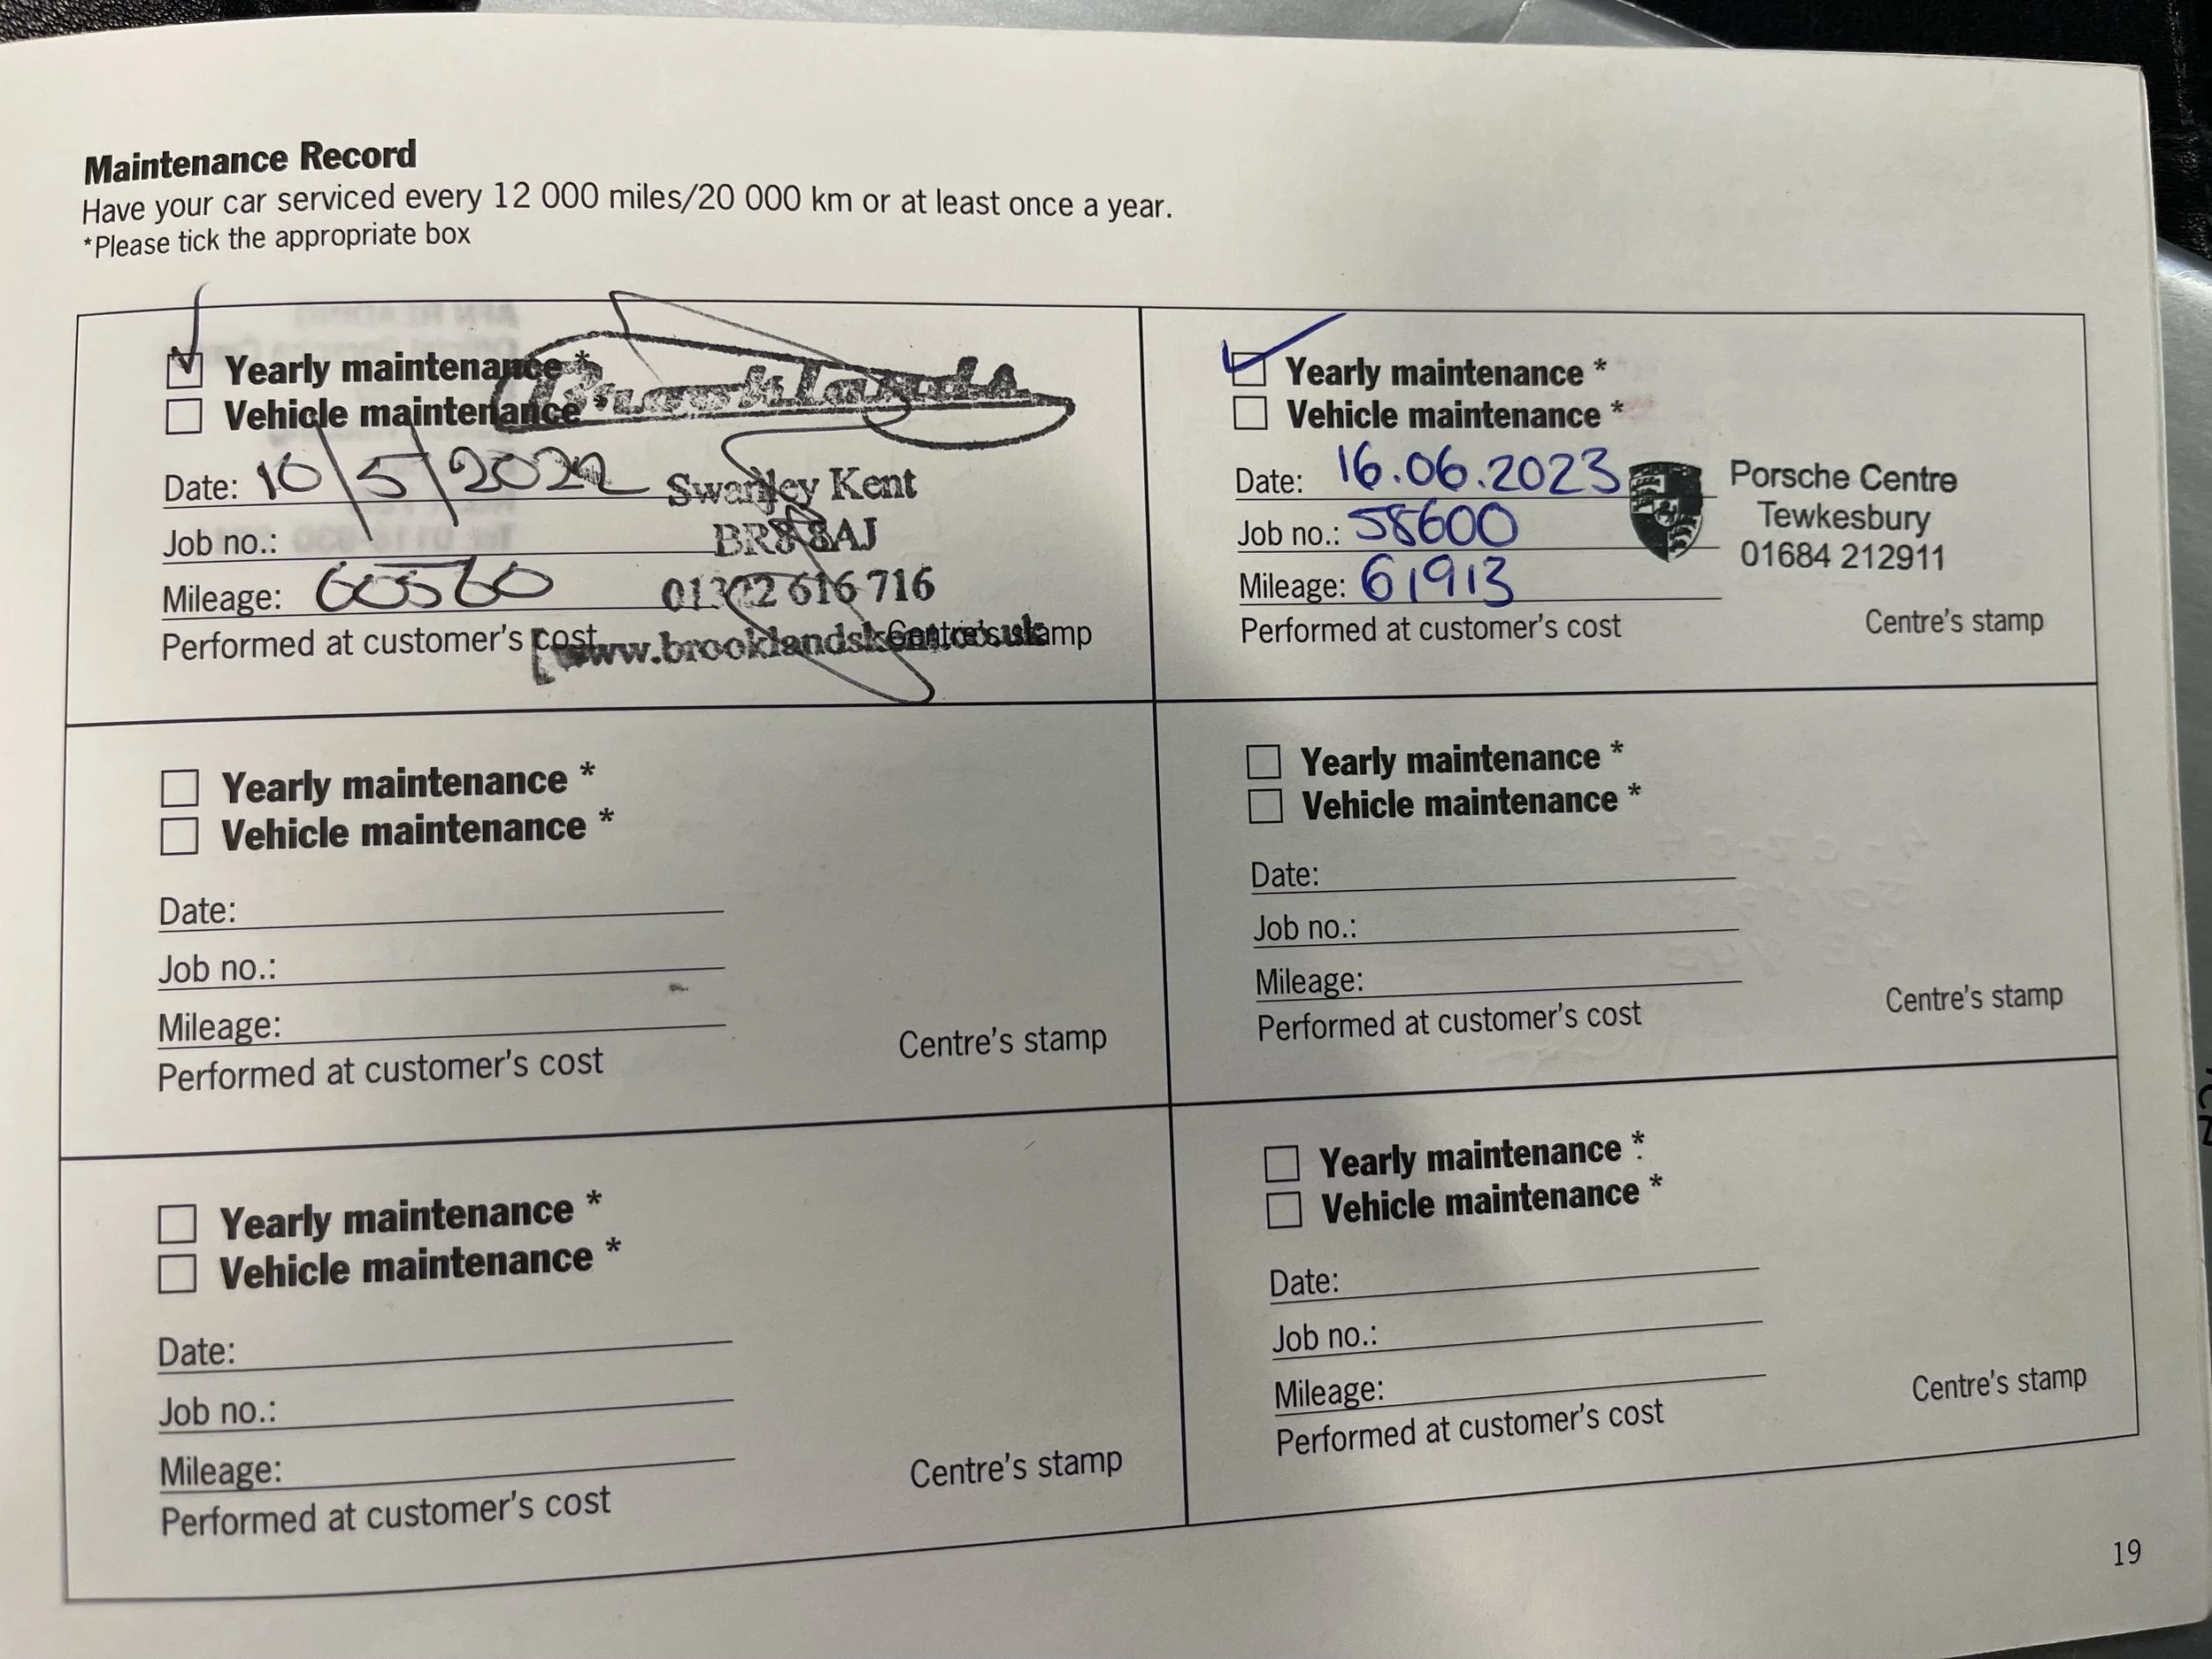 Maintenance Record
Have your car serviced every 12 000 miles/20 000 km or at least once a year.
*Please tick the appropriate box
Yearly maintenance *
Vehicle maintenance *
Brooklands
Date: 10/5/2022
Swanley Kent
Job no.:
BR8 8AJ
Mileage: 60560
01322 616 716
Performed at customer's cost
www.brooklandskent.co.uk
Centre's stamp
Yearly maintenance *
Vehicle maintenance *
Date: 16.06.2023
Job no.: 58600
Mileage: 61913
Porsche Centre
Tewkesbury
01684 212911
Performed at customer's cost
Centre's stamp
Yearly maintenance *
Vehicle maintenance *
Date:
Job no.:
Mileage:
Performed at customer's cost
Centre's stamp
Yearly maintenance *
Vehicle maintenance *
Date:
Job no.:
Mileage:
Performed at customer's cost
Centre's stamp
Yearly maintenance *
Vehicle maintenance *
Date:
Job no.:
Mileage:
Performed at customer's cost
Centre's stamp
Yearly maintenance *
Vehicle maintenance *
Date:
Job no.:
Mileage:
Performed at customer's cost
Centre's stamp
19